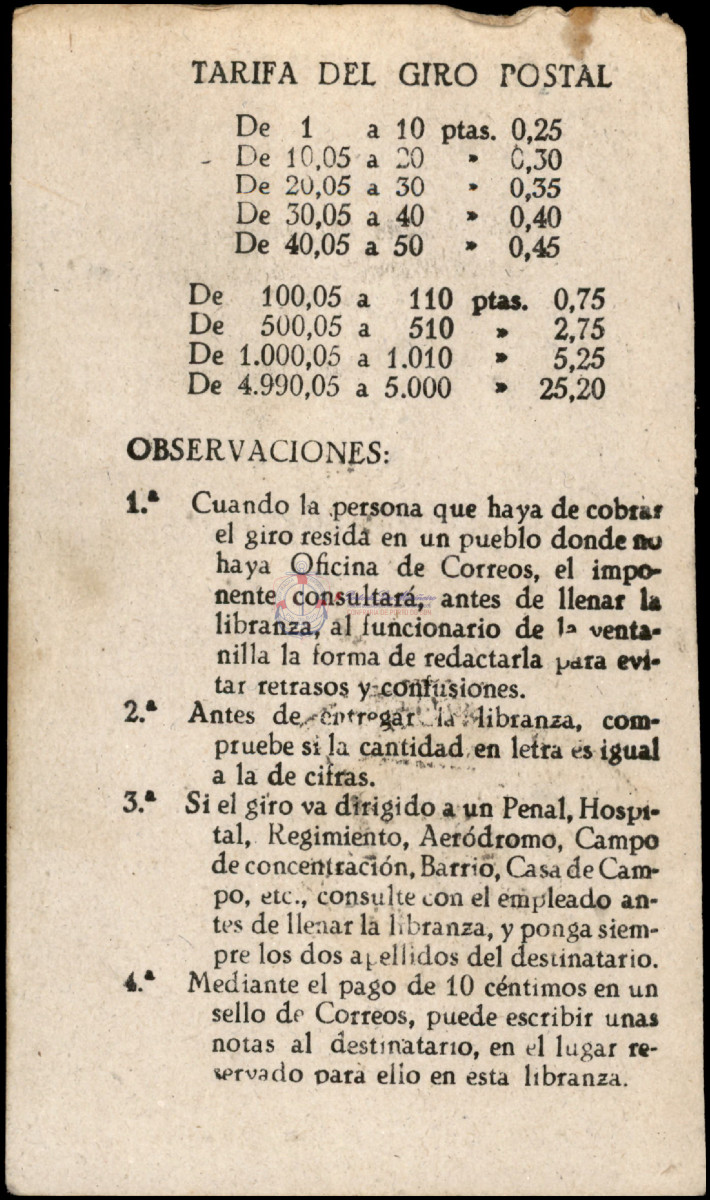 TARIFA DEL GIRO POSTAL
De 1 a 10 ptas. 0,25
De 10,05 a 20 » 0,30
De 20,05 a 30 » 0,35
De 30,05 a 40 » 0,40
De 40,05 a 50 » 0,45
De 100,05 a 110 ptas. 0,75
De 500,05 a 510 » 2,75
De 1.000,05 a 1.010 » 5,25
De 4.990,05 a 5.000 » 25,20
OBSERVACIONES:
1.ª Cuando la persona que haya de cobrar
el giro resida en un pueblo donde no
haya Oficina de Correos, el impo-
nente consultará, antes de llenar la
libranza, al funcionario de la venta-
nilla la forma de redactarla para evi-
tar retrasos y confusiones.
2.ª Antes de entregar la libranza, com-
pruebe si la cantidad en letra es igual
a la de cifras.
3.ª Si el giro va dirigido a un Penal, Hospi-
tal, Regimiento, Aeródromo, Campo
de concentración, Barrio, Casa de Cam-
po, etc., consulte con el empleado an-
tes de llenar la libranza, y ponga siem-
pre los dos apellidos del destinatario.
4.ª Mediante el pago de 10 céntimos en un
sello de Correos, puede escribir unas
notas al destinatario, en el lugar re-
servado para ello en esta libranza.